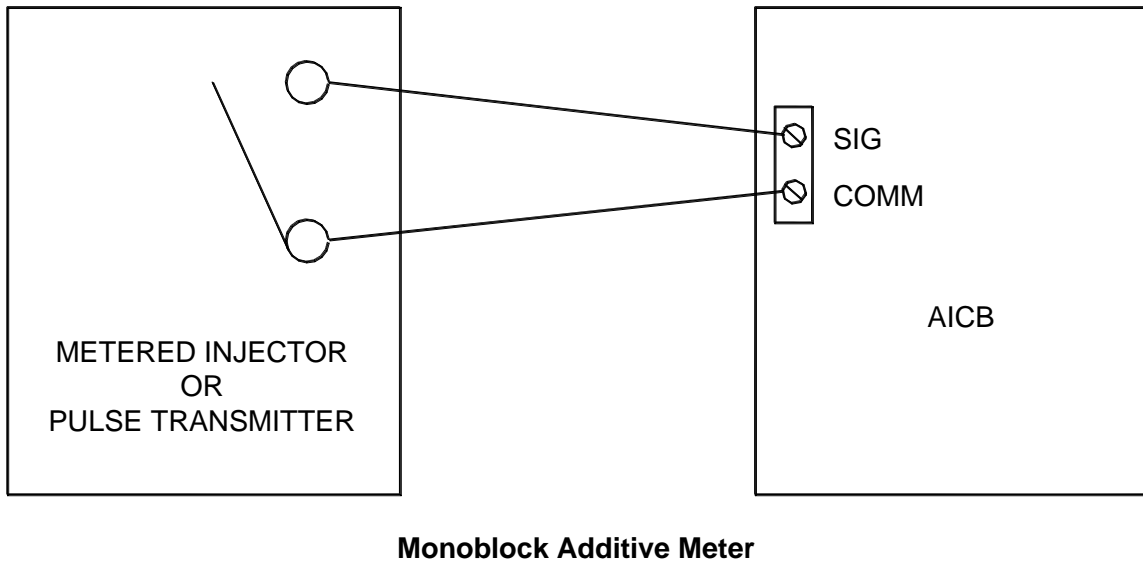 SIG
COMM
AICB
METERED INJECTOR
OR
PULSE TRANSMITTER
Monoblock Additive Meter